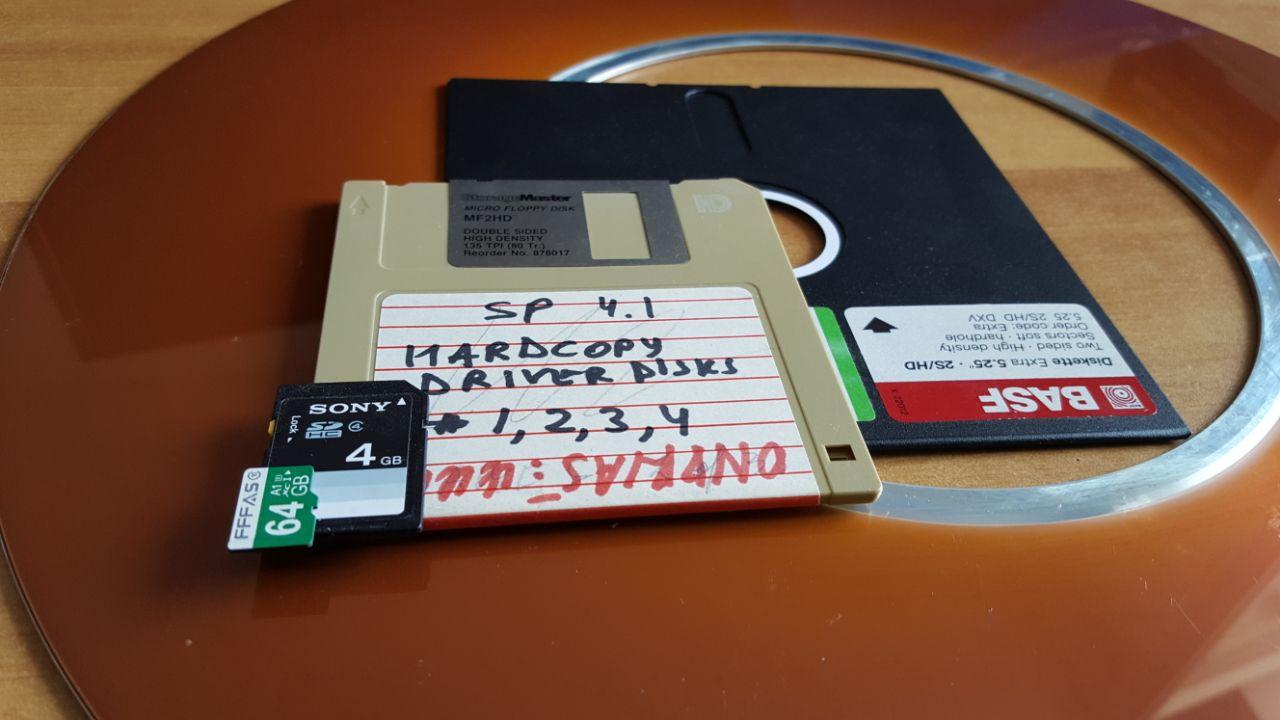 StorageMaster
MICRO FLOPPY DISK
MF2HD
DOUBLE SIDED
HIGH DENSITY
135 TPI (80 Tr.)
Reorder No. 878017
HD
SP 4.1
HARDCOPY
DRIVER DISKS
# 1, 2, 3, 4
SONY
Lock
SD
HC
4
4 GB
FFFAS
A1
XC I
64 GB
BASF
Diskette Extra 5.25" · 2S/HD
Two sided · High density
Sectors soft · hardhole
Order code: Extra
5.25 2S/HD DXV